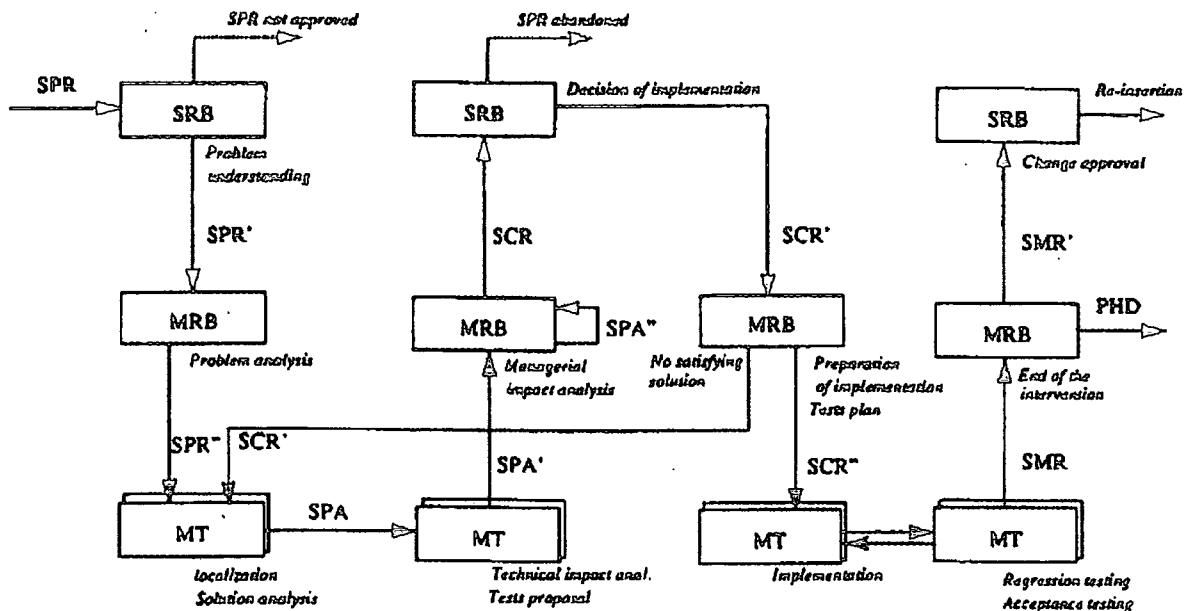 SPR not approved
SPR abandoned
SPR
SRB
Decision of implementation
SRB
Re-insertion
SRB
Problem
understanding
Change approval
SPR'
SCR
SCR'
SMR'
MRB
MRB
SPA"
MRB
MRB
PHD
Problem analysis
Managerial
impact analysis
No satisfying
solution
Preparation
of implementation
Tests plan
End of the
intervention
SPR"
SCR'
SPA'
SCR"
SMR
MT
SPA
MT
MT
MT
localization
Solution analysis
Technical impact anal.
Tests proposal
Implementation
Regression testing
Acceptance testing